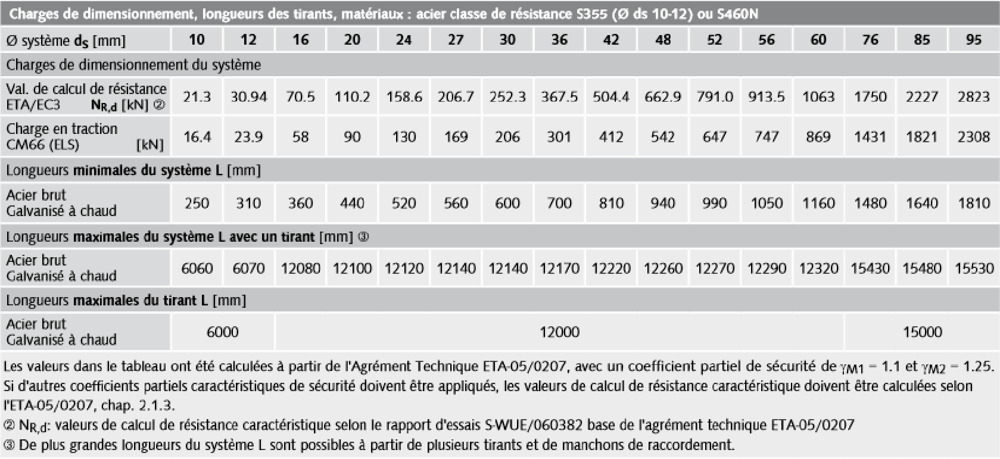 Charges de dimensionnement, longueurs des tirants, matériaux : acier classe de résistance S355 (Ø ds 10-12) ou S460N
Ø système ds [mm] 10 12 16 20 24 27 30 36 42 48 52 56 60 76 85 95
Charges de dimensionnement du système
Val. de calcul de résistance
ETA/EC3 NR,d [kN] ② 21.3 30.94 70.5 110.2 158.6 206.7 252.3 367.5 504.4 662.9 791.0 913.5 1063 1750 2227 2823
Charge en traction
CM66 (ELS) [kN] 16.4 23.9 58 90 130 169 206 301 412 542 647 747 869 1431 1821 2308
Longueurs minimales du système L [mm]
Acier brut
Galvanisé à chaud 250 310 360 440 520 560 600 700 810 940 990 1050 1160 1480 1640 1810
Longueurs maximales du système L avec un tirant [mm] ③
Acier brut
Galvanisé à chaud 6060 6070 12080 12100 12120 12140 12140 12170 12220 12260 12270 12290 12320 15430 15480 15530
Longueurs maximales du tirant L [mm]
Acier brut
Galvanisé à chaud 6000 12000 15000
Les valeurs dans le tableau ont été calculées à partir de l'Agrément Technique ETA-05/0207, avec un coefficient partiel de sécurité de γM1 – 1.1 et γM2 – 1.25.
Si d'autres coefficients partiels caractéristiques de sécurité doivent être appliqués, les valeurs de calcul de résistance caractéristique doivent être calculées selon
l'ETA-05/0207, chap. 2.1.3.
② NR,d: valeurs de calcul de résistance caractéristique selon le rapport d'essais S-WUE/060382 base de l'agrément technique ETA-05/0207
③ De plus grandes longueurs du système L sont possibles à partir de plusieurs tirants et de manchons de raccordement.